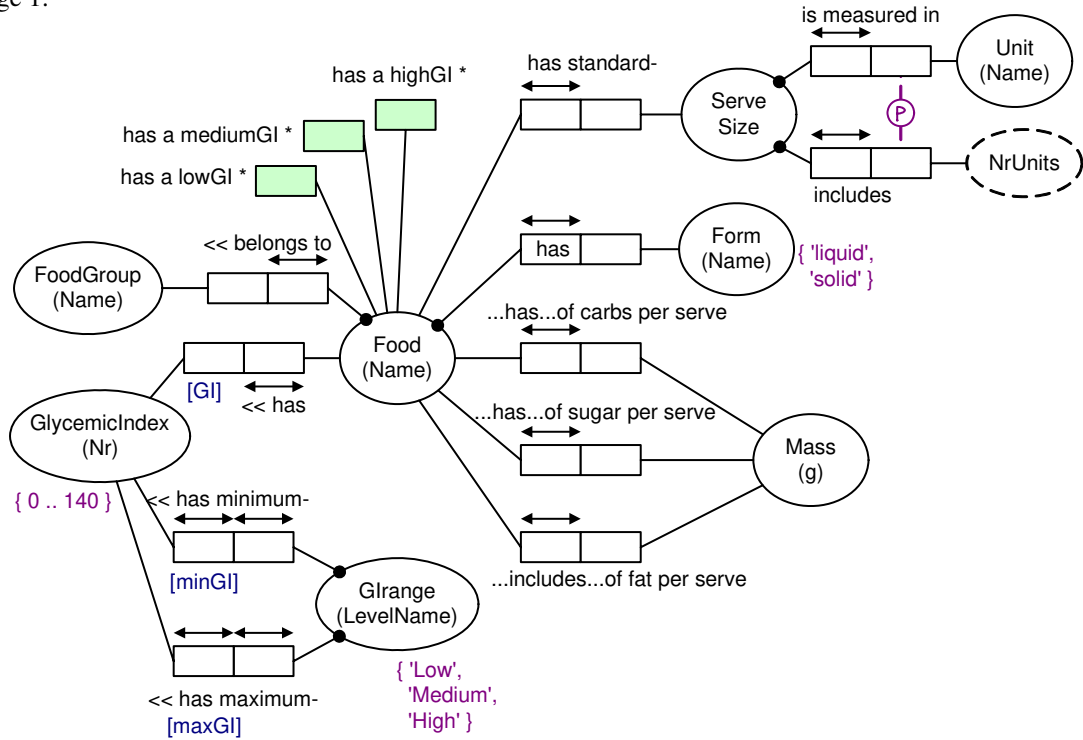 ge 1.
is measured in
Unit
(Name)
has a highGI *
has standard-
Serve
Size
P
has a mediumGI *
has a lowGI *
NrUnits
includes
<< belongs to
has
Form
(Name)
{ 'liquid',
'solid' }
FoodGroup
(Name)
...has...of carbs per serve
Food
(Name)
[GI]
<< has
...has...of sugar per serve
GlycemicIndex
(Nr)
Mass
(g)
{ 0 .. 140 }
<< has minimum-
[minGI]
...includes...of fat per serve
GIrange
(LevelName)
<< has maximum-
[maxGI]
{ 'Low',
'Medium',
'High' }